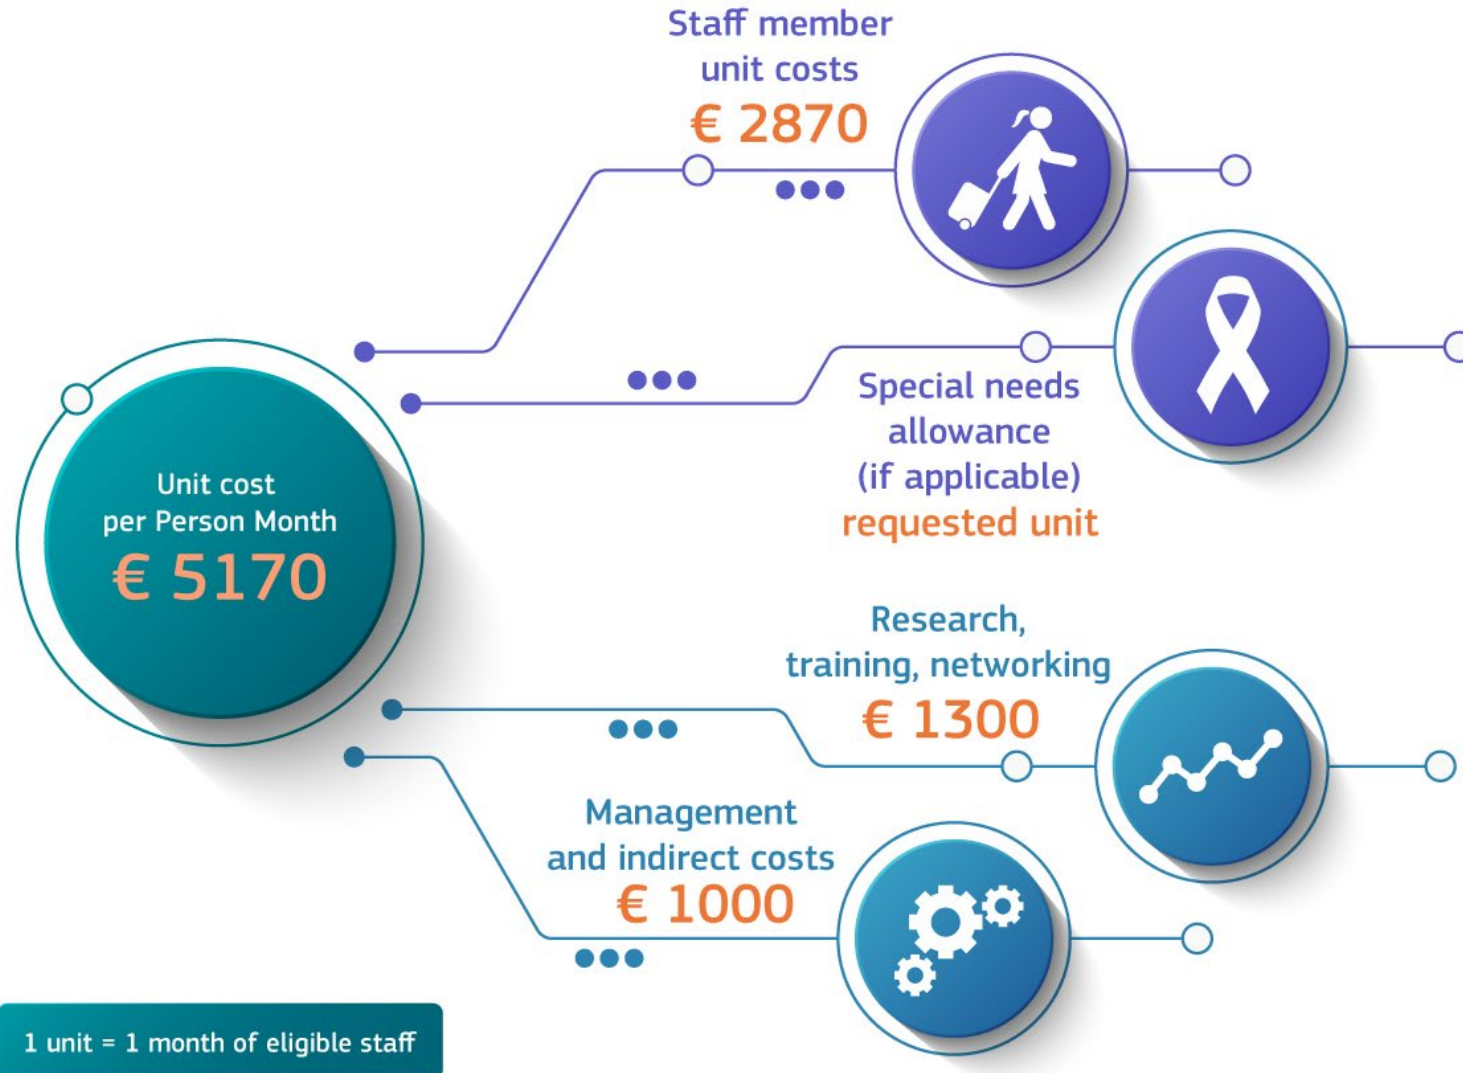 Staff member
unit costs
€ 2870
Special needs
allowance
(if applicable)
requested unit
Unit cost
per Person Month
€ 5170
Research,
training, networking
€ 1300
Management
and indirect costs
€ 1000
1 unit = 1 month of eligible staff